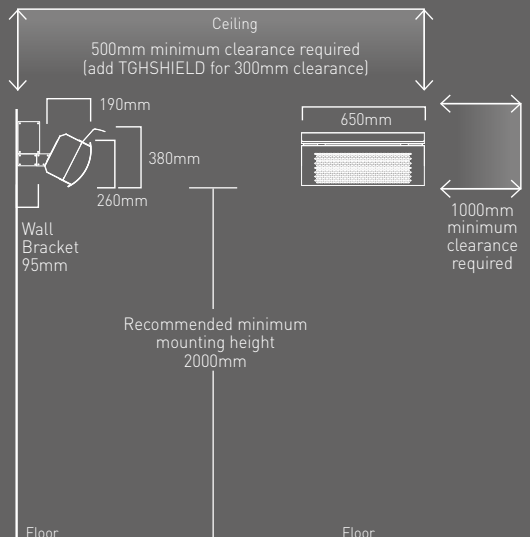 Ceiling
500mm minimum clearance required
(add TGHSHIELD for 300mm clearance)
190mm
380mm
260mm
Wall
Bracket
95mm
650mm
1000mm
minimum
clearance
required
Recommended minimum
mounting height
2000mm
Floor
Floor